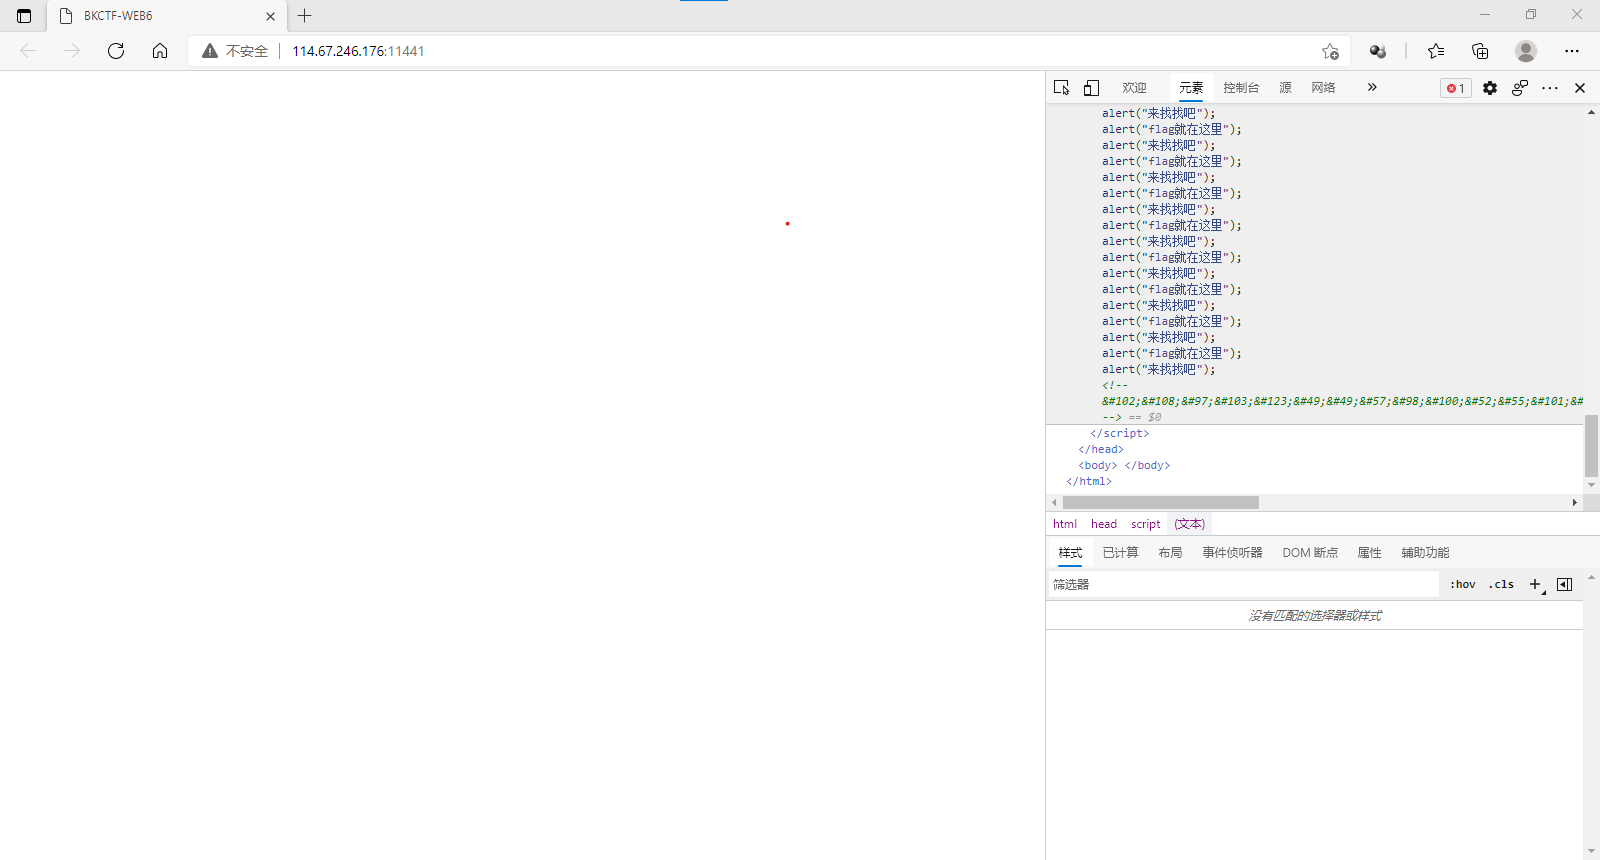 BKCTF-WEB6
不安全
114.67.246.176:11441
欢迎 元素 控制台 源 网络 1
alert("来找找吧");
alert("flag就在这里");
alert("来找找吧");
alert("flag就在这里");
alert("来找找吧");
alert("flag就在这里");
alert("来找找吧");
alert("flag就在这里");
alert("来找找吧");
alert("flag就在这里");
alert("来找找吧");
alert("flag就在这里");
alert("来找找吧");
alert("flag就在这里");
alert("来找找吧");
alert("flag就在这里");
alert("来找找吧");
<!--
&#102;&#108;&#97;&#103;&#123;&#49;&#49;&#57;&#98;&#100;&#52;&#55;&#101;&#
--> == $0
</script>
</head>
<body> </body>
</html>
html head script (文本)
样式 已计算 布局 事件侦听器 DOM 断点 属性 辅助功能
筛选器 :hov .cls
没有匹配的选择器或样式